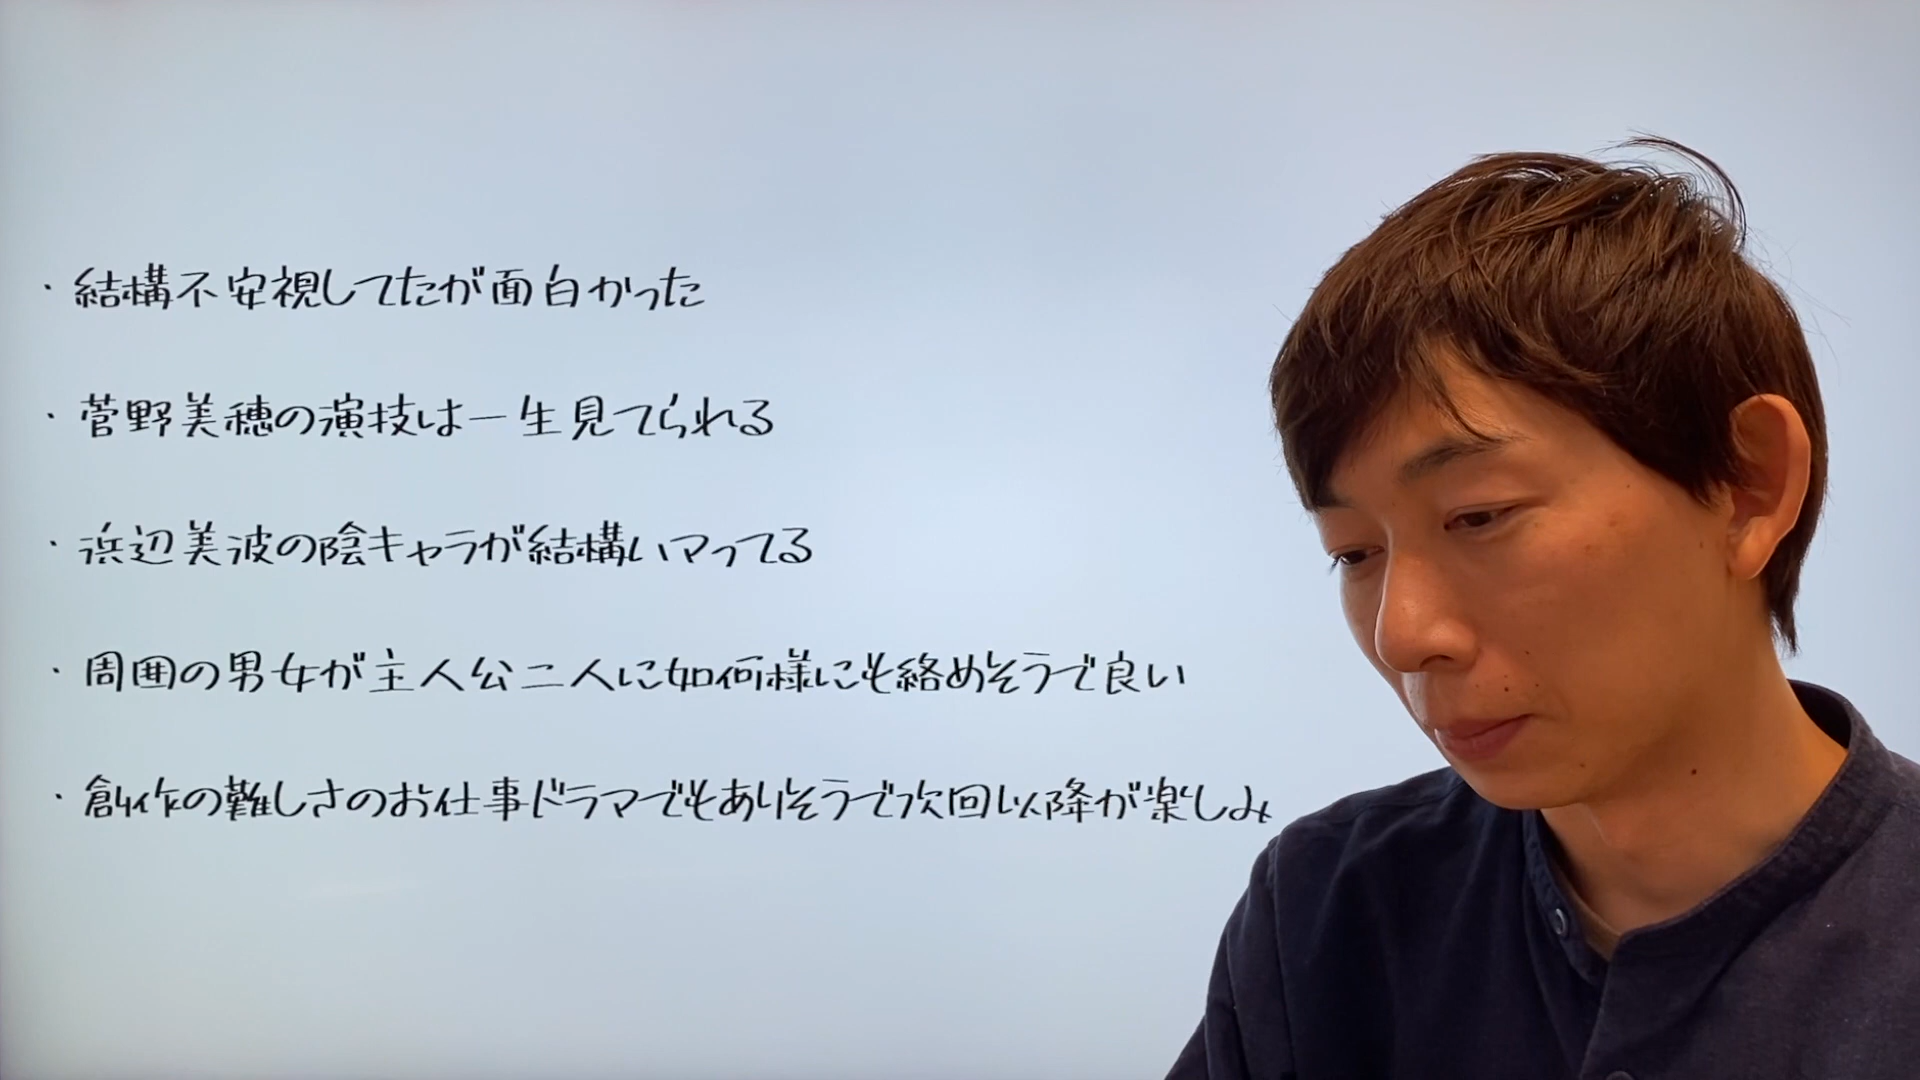 ・結構不安視してたが面白かった
・菅野美穂の演技は一生見てられる
・浜辺美波の陰キャラが結構ハマってる
・周囲の男女が主人公二人に如何様にも絡めそうで良い
・創作の難しさのお仕事ドラマでもありそうで次回以降が楽しみ